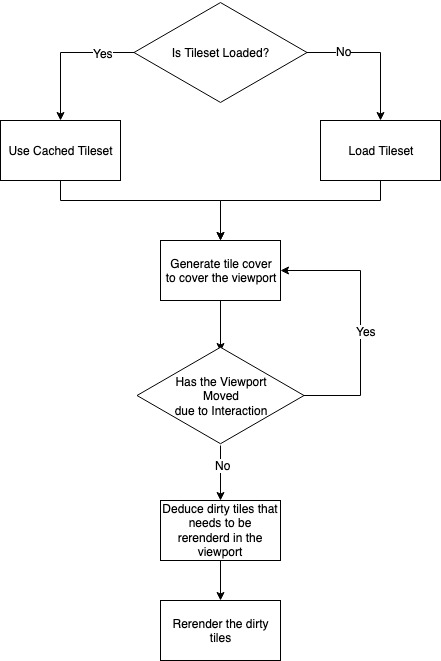 Is Tileset Loaded?
Yes
No
Use Cached Tileset
Load Tileset
Generate tile cover
to cover the viewport
Yes
Has the Viewport
Moved
due to Interaction
No
Deduce dirty tiles that
needs to be
rerenderd in the
viewport
Rerender the dirty
tiles